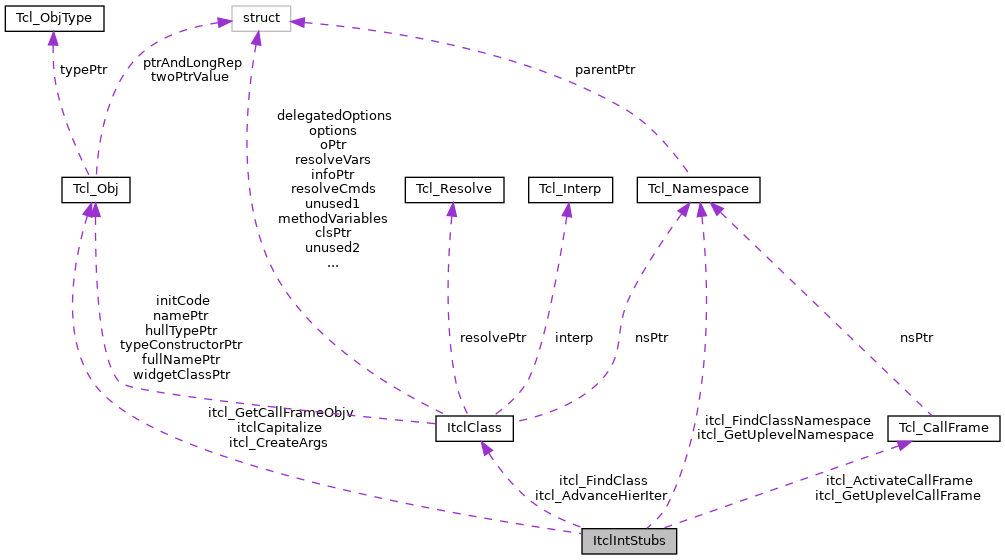 Tcl_ObjType
struct
typePtr
ptrAndLongRep
twoPtrValue
parentPtr
delegatedOptions
options
oPtr
resolveVars
infoPtr
resolveCmds
unused1
methodVariables
clsPtr
unused2
...
Tcl_Obj
Tcl_Resolve
Tcl_Interp
Tcl_Namespace
initCode
namePtr
hullTypePtr
typeConstructorPtr
fullNamePtr
widgetClassPtr
resolvePtr
interp
nsPtr
nsPtr
itcl_GetCallFrameObjv
itclCapitalize
itcl_CreateArgs
ItclClass
itcl_FindClassNamespace
itcl_GetUplevelNamespace
Tcl_CallFrame
itcl_FindClass
itcl_AdvanceHierIter
itcl_ActivateCallFrame
itcl_GetUplevelCallFrame
ItclIntStubs